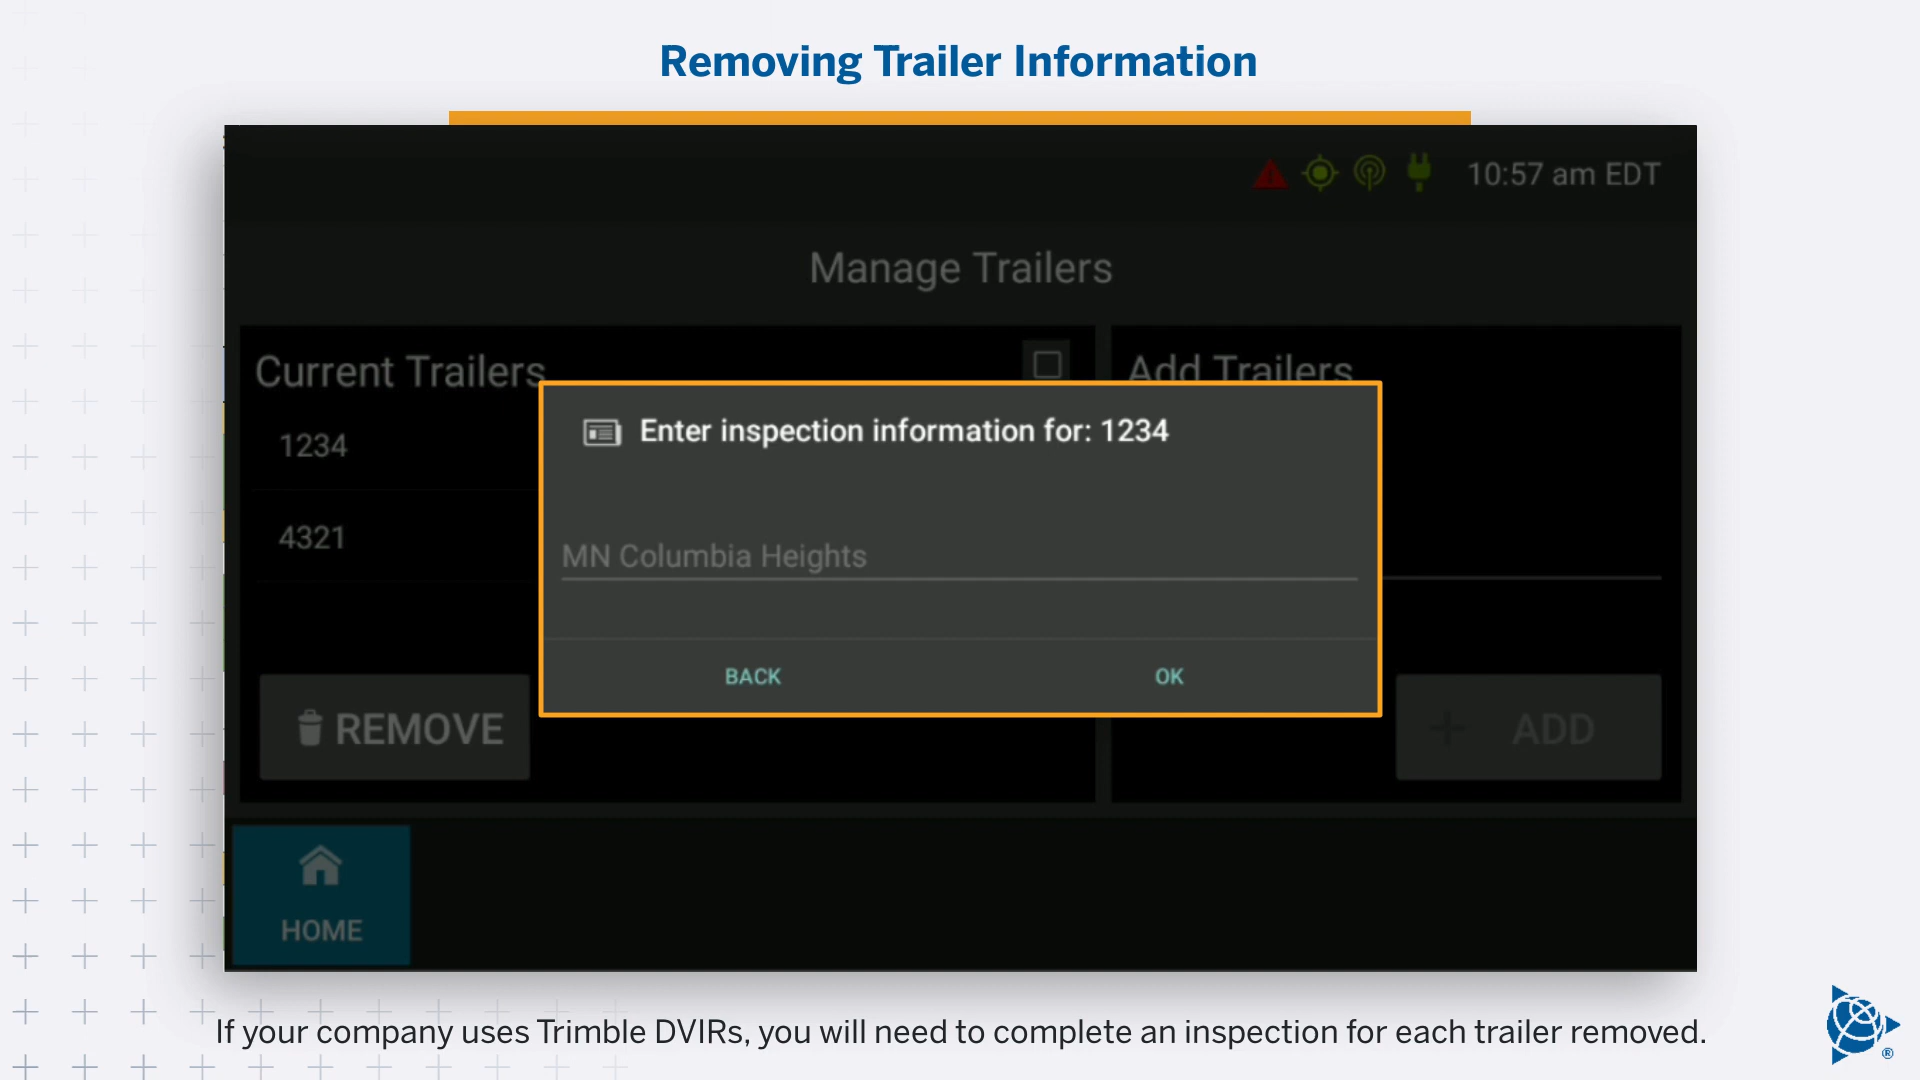 Removing Trailer Information
10:57 am EDT
Manage Trailers
Current Trailers
Add Trailers
1234
4321
Enter inspection information for: 1234
MN Columbia Heights
BACK
OK
REMOVE
+ ADD
HOME
If your company uses Trimble DVIRs, you will need to complete an inspection for each trailer removed.
®